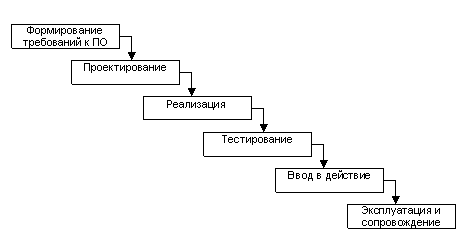 Формирование
требований к ПО
Проектирование
Реализация
Тестирование
Ввод в действие
Эксплуатация и
сопровождение